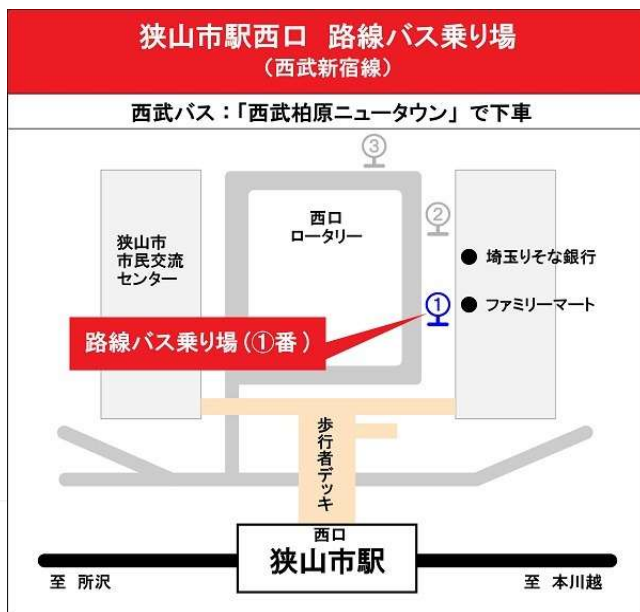 狭山市駅西口 路線バス乗り場
(西武新宿線)
西武バス：「西武柏原ニュータウン」で下車
③
②
西口
ロータリー
狭山市
市民交流
センター
埼玉りそな銀行
①
ファミリーマート
路線バス乗り場(①番)
歩行者デッキ
西口
狭山市駅
至 所沢
至 本川越